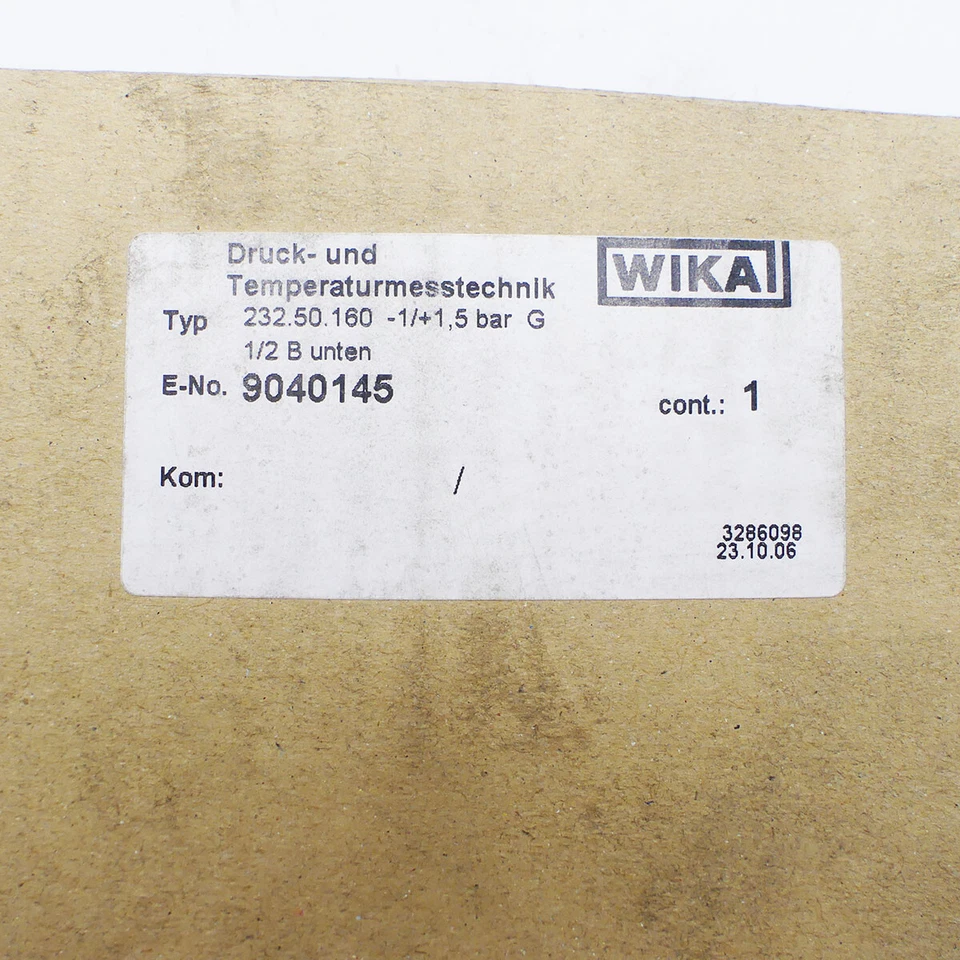 Druck- und
Temperaturmesstechnik
WIKA
Typ 232.50.160 -1/+1,5 bar G
1/2 B unten
E-No. 9040145
cont.: 1
Kom: /
3286098
23.10.06